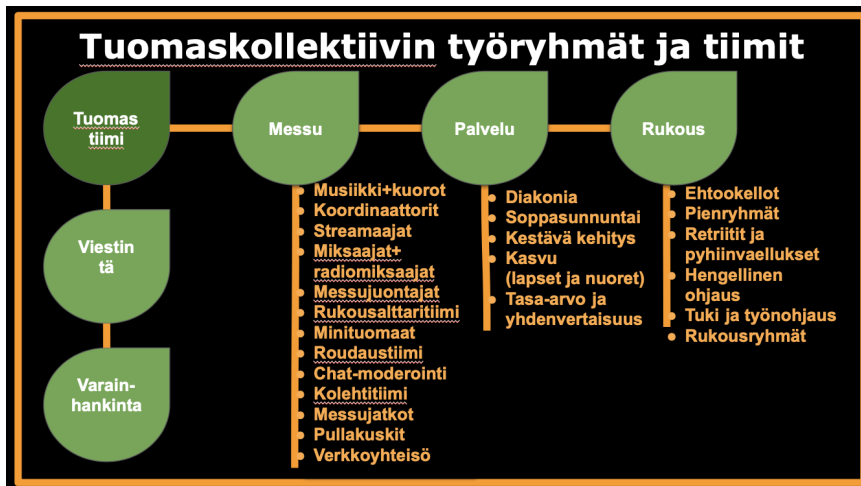 Tuomaskollektiivin työryhmät ja tiimit
Tuomas
tiimi
Messu
Palvelu
Rukous
Viestin
tä
Varain-
hankinta
Musiikki+kuorot
Koordinaattorit
Streamaajat
Miksaajat+
radiomiksaajat
Messujuontajat
Rukousalttaritiimi
Minituomaat
Roudaustiimi
Chat-moderointi
Kolehtitiimi
Messujatkot
Pullakuskit
Verkkoyhteisö
Diakonia
Soppasunnuntai
Kestävä kehitys
Kasvu
(lapset ja nuoret)
Tasa-arvo ja
yhdenvertaisuus
Ehtookellot
Pienryhmät
Retriitit ja
pyhiinvaellukset
Hengellinen
ohjaus
Tuki ja työnohjaus
Rukousryhmät